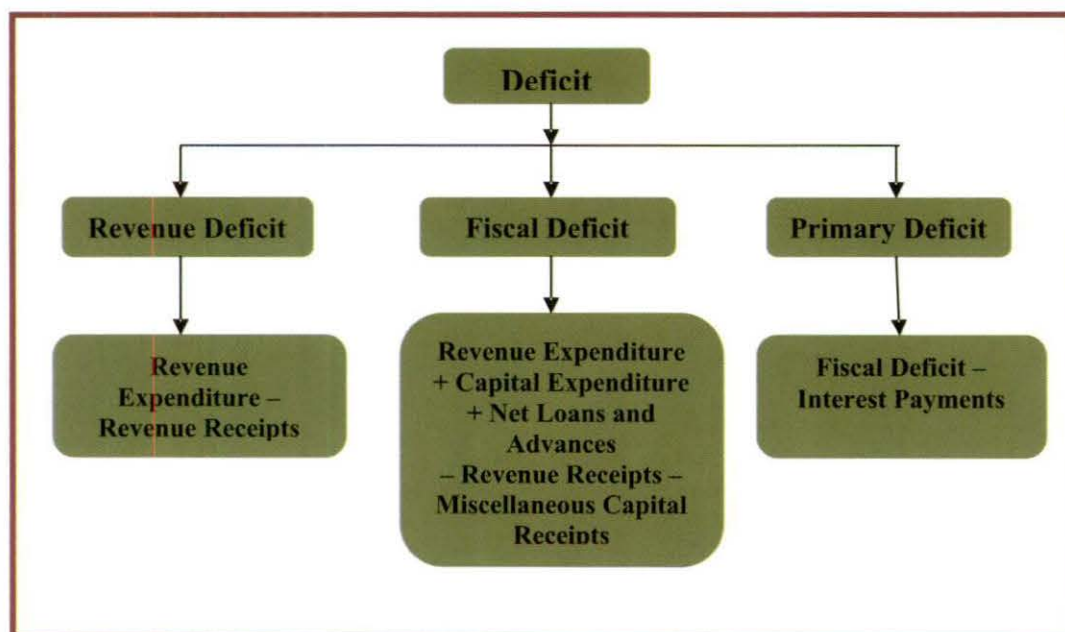 Deficit
Revenue Deficit
Fiscal Deficit
Primary Deficit
Revenue
Expenditure –
Revenue Receipts
Revenue Expenditure
+ Capital Expenditure
+ Net Loans and
Advances
– Revenue Receipts –
Miscellaneous Capital
Receipts
Fiscal Deficit –
Interest Payments